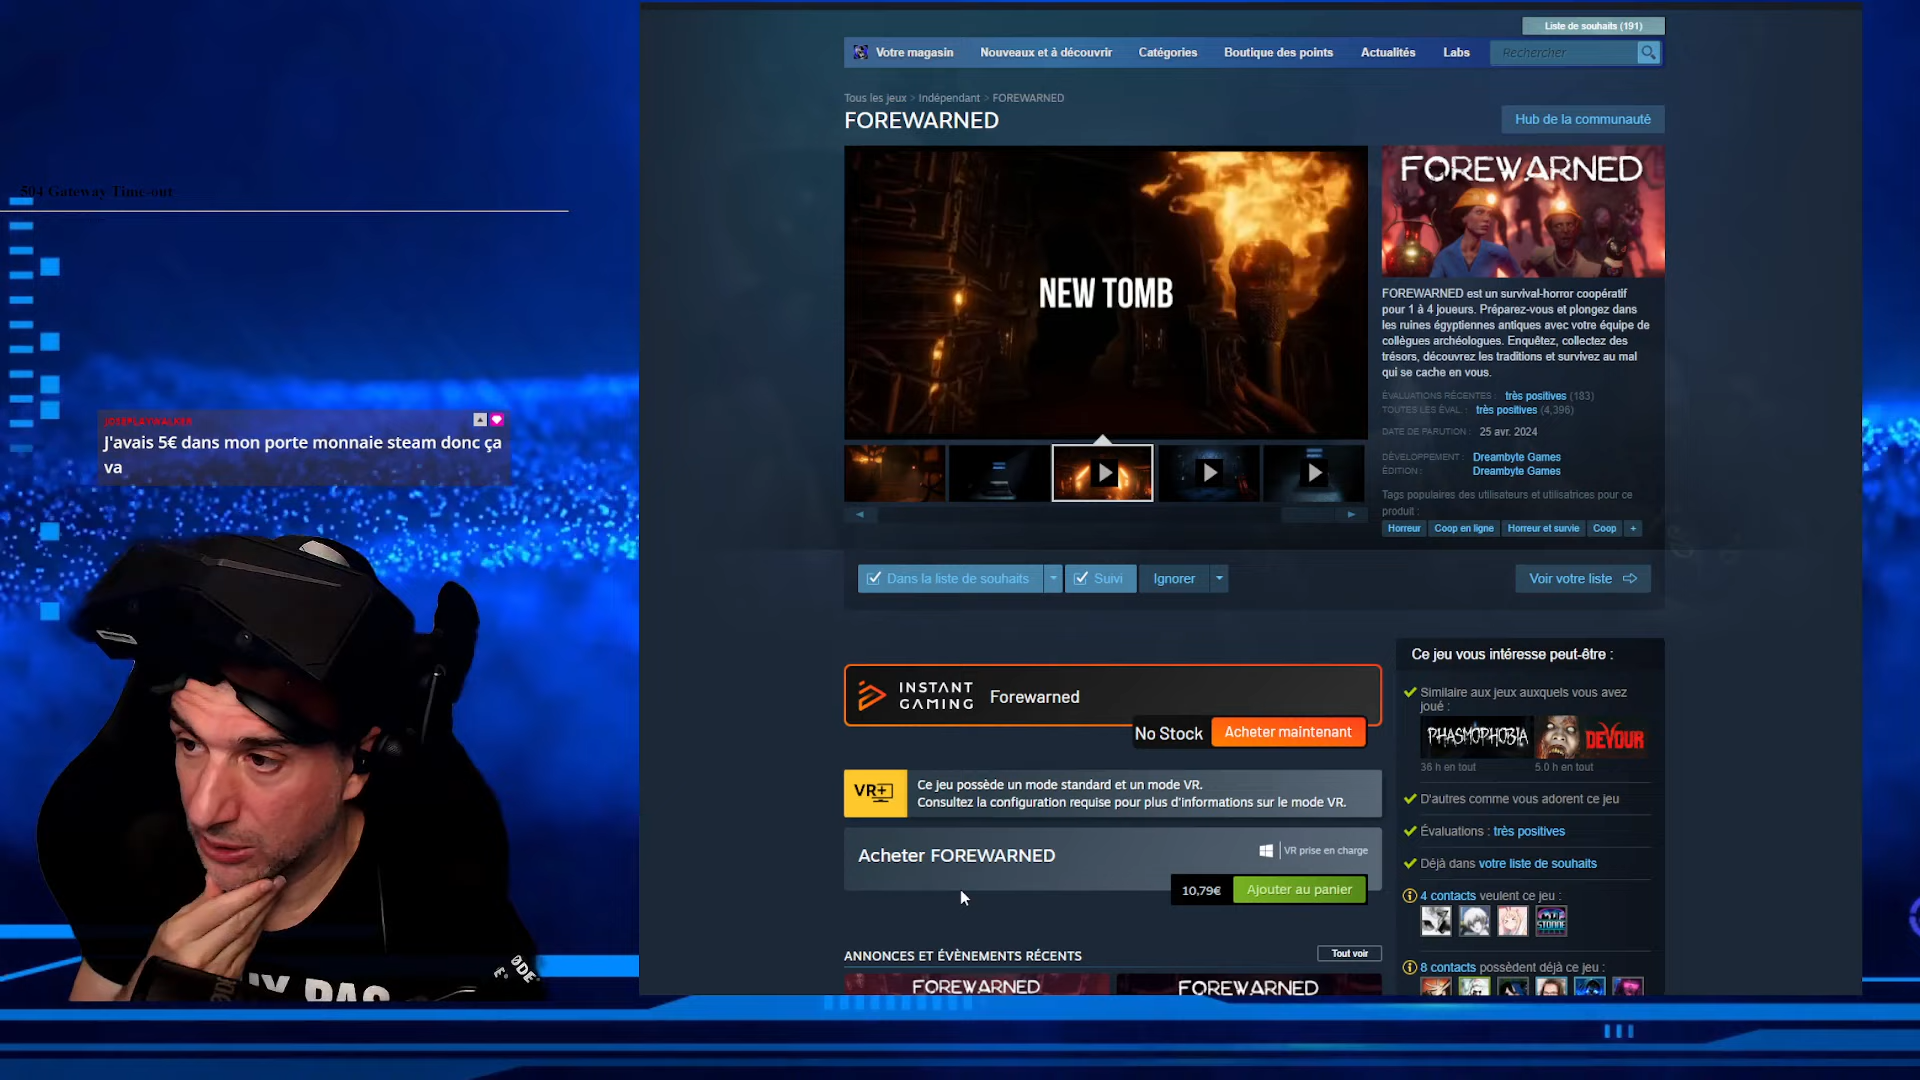 Liste de souhaits (191)
Votre magasin
Nouveaux et à découvrir
Catégories
Boutique des points
Actualités
Labs
Rechercher
Tous les jeux > Indépendant > FOREWARNED
FOREWARNED
Hub de la communauté
504 Gateway Time-out
NEW TOMB
FOREWARNED
FOREWARNED est un survival-horror coopératif
pour 1 à 4 joueurs. Préparez-vous et plongez dans
les ruines égyptiennes antiques avec votre équipe de
collègues archéologues. Enquêtez, collectez des
trésors, découvrez les traditions et survivez au mal
qui se cache en vous.
ÉVALUATIONS RÉCENTES : très positives (183)
TOUTES LES ÉVAL. : très positives (4,396)
DATE DE PARUTION : 25 avr. 2024
DÉVELOPPEMENT : Dreambyte Games
ÉDITION : Dreambyte Games
Tags populaires des utilisateurs et utilisatrices pour ce
produit :
Horreur
Coop en ligne
Horreur et survie
Coop
+
JOSEPLAYWALKER
J'avais 5€ dans mon porte monnaie steam donc ça
va
Dans la liste de souhaits
Suivi
Ignorer
Voir votre liste
INSTANT
GAMING
Forewarned
No Stock
Acheter maintenant
VR+
Ce jeu possède un mode standard et un mode VR.
Consultez la configuration requise pour plus d'informations sur le mode VR.
Acheter FOREWARNED
VR prise en charge
10,79€
Ajouter au panier
ANNONCES ET ÉVÈNEMENTS RÉCENTS
Tout voir
FOREWARNED
FOREWARNED
Ce jeu vous intéresse peut-être :
Similaire aux jeux auxquels vous avez
joué :
PHASMOPHOBIA
DEVOUR
36 h en tout
5.0 h en tout
D'autres comme vous adorent ce jeu
Évaluations : très positives
Déjà dans votre liste de souhaits
4 contacts veulent ce jeu :
8 contacts possèdent déjà ce jeu :